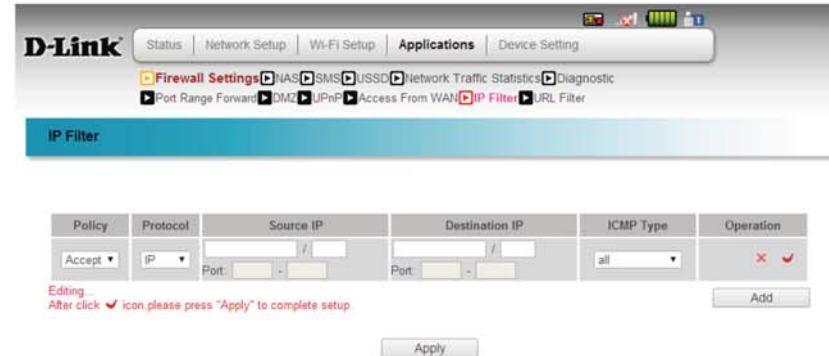 D-Link
Status Network Setup Wi-Fi Setup Applications Device Setting
Firewall Settings NAS SMS USSD Network Traffic Statistics Diagnostic
Port Range Forward DMZ UPnP Access From WAN IP Filter URL Filter
IP Filter
Policy Protocol Source IP Destination IP ICMP Type Operation
Accept IP / / all
Port: - Port: -
Editing...
After click icon,please press "Apply" to complete setup
Add
Apply